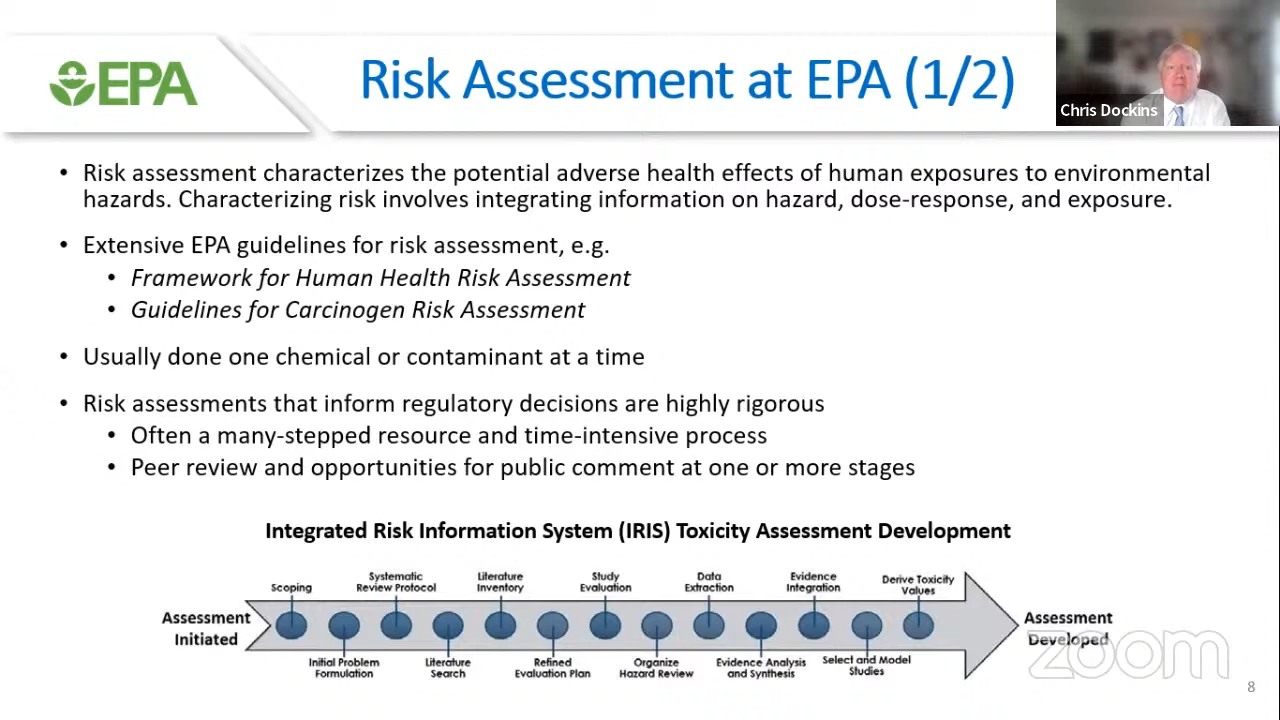 EPA
Risk Assessment at EPA (1/2)
Chris Dockins
• Risk assessment characterizes the potential adverse health effects of human exposures to environmental
hazards. Characterizing risk involves integrating information on hazard, dose-response, and exposure.
• Extensive EPA guidelines for risk assessment, e.g.
• Framework for Human Health Risk Assessment
• Guidelines for Carcinogen Risk Assessment
• Usually done one chemical or contaminant at a time
• Risk assessments that inform regulatory decisions are highly rigorous
• Often a many-stepped resource and time-intensive process
• Peer review and opportunities for public comment at one or more stages
Integrated Risk Information System (IRIS) Toxicity Assessment Development
Assessment
Initiated
Scoping
Initial Problem
Formulation
Systematic
Review Protocol
Literature
Search
Literature
Inventory
Refined
Evaluation Plan
Study
Evaluation
Organize
Hazard Review
Data
Extraction
Evidence Analysis
and Synthesis
Evidence
Integration
Select and Model
Studies
Derive Toxicity
Values
Assessment
Developed
zoom
8